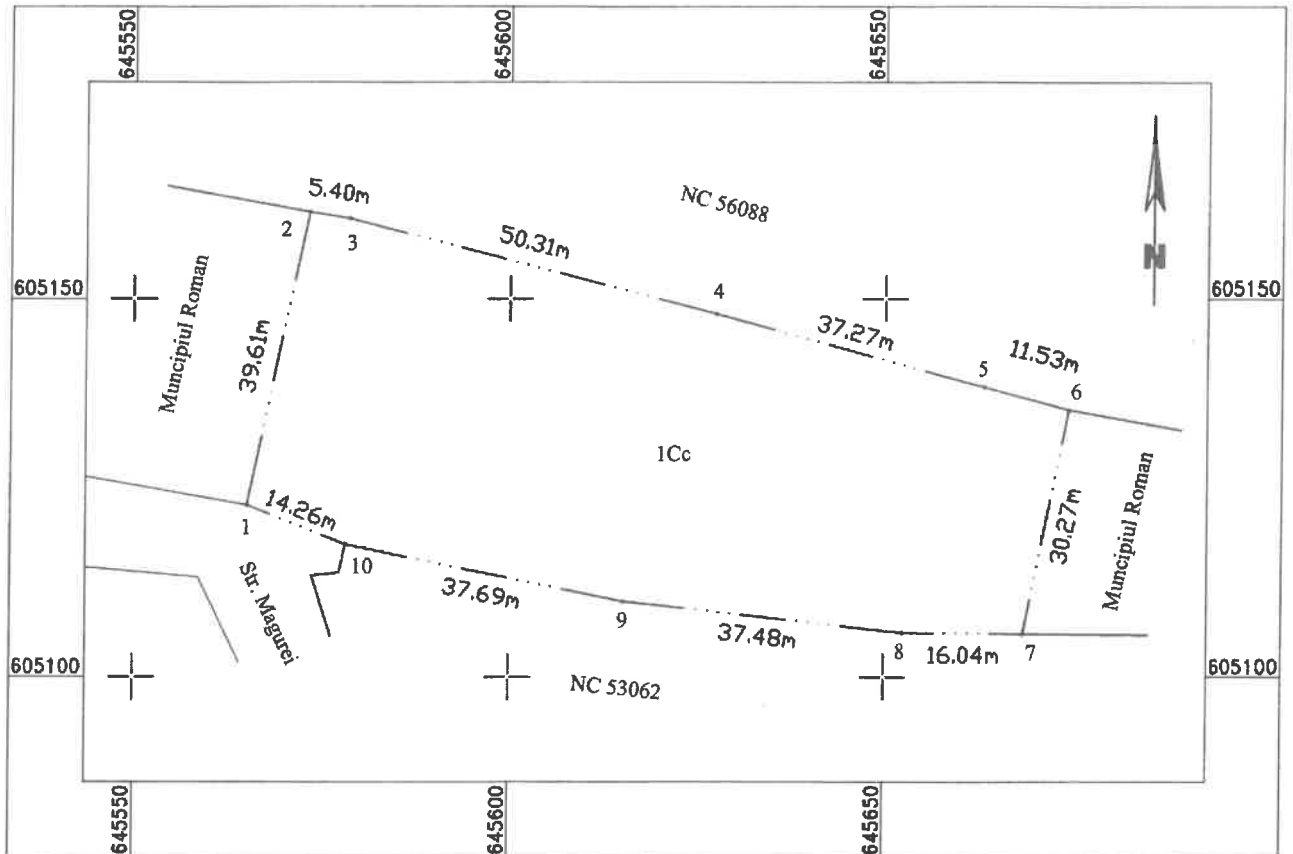 645550
645600
645650
5.40m
NC 56088
2
3
50.31m
N
605150
Muncipiul Roman
4
605150
37.27m
39.61m
11.53m
5
6
1Cc
Muncipiul Roman
14.26m
30.27m
1
10
Str. Magurei
37.69m
9
37.48m
8
7
16.04m
605100
NC 53062
605100
645550
645600
645650